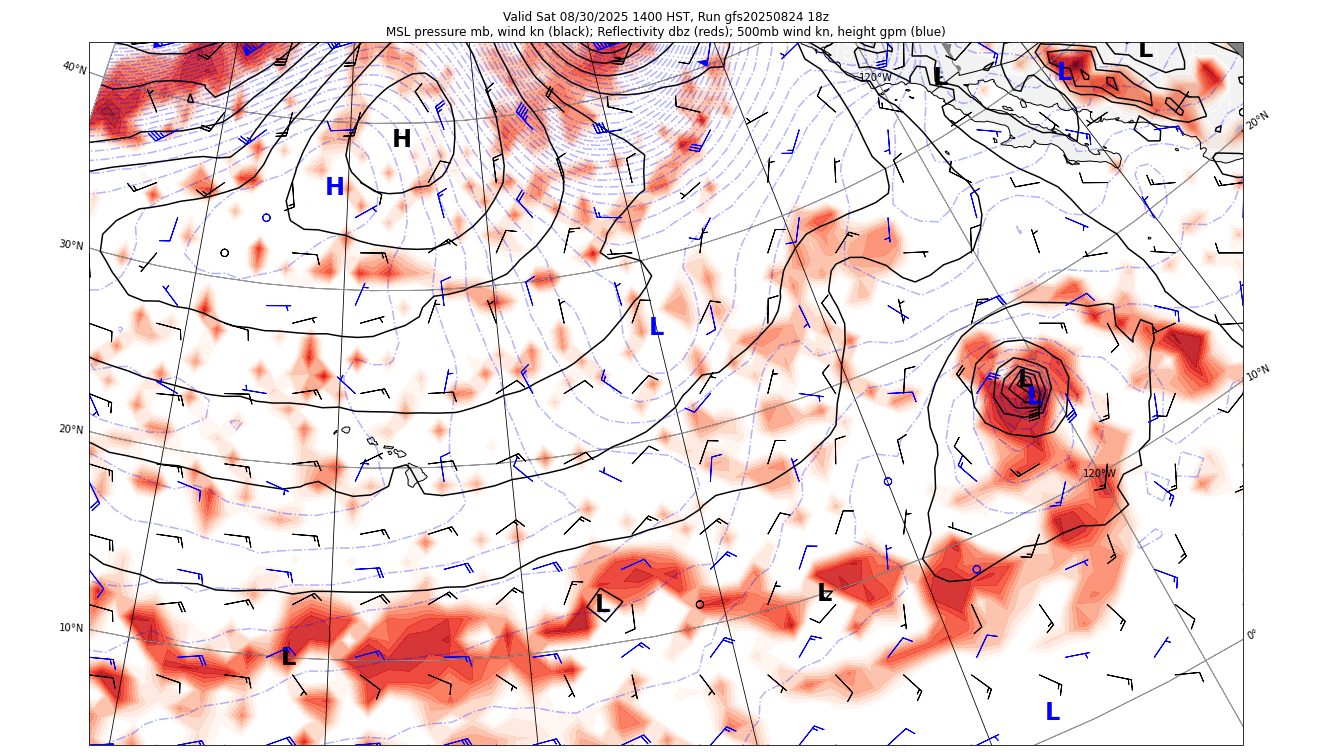 Valid Sat 08/30/2025 1400 HST, Run gfs20250824 18z
MSL pressure mb, wind kn (black); Reflectivity dbz (reds); 500mb wind kn, height gpm (blue)
L
L
L
40°N
120°W
20°N
H
H
30°N
L
10°N
L
L
20°N
120°W
L
L
10°N
0°
L
L